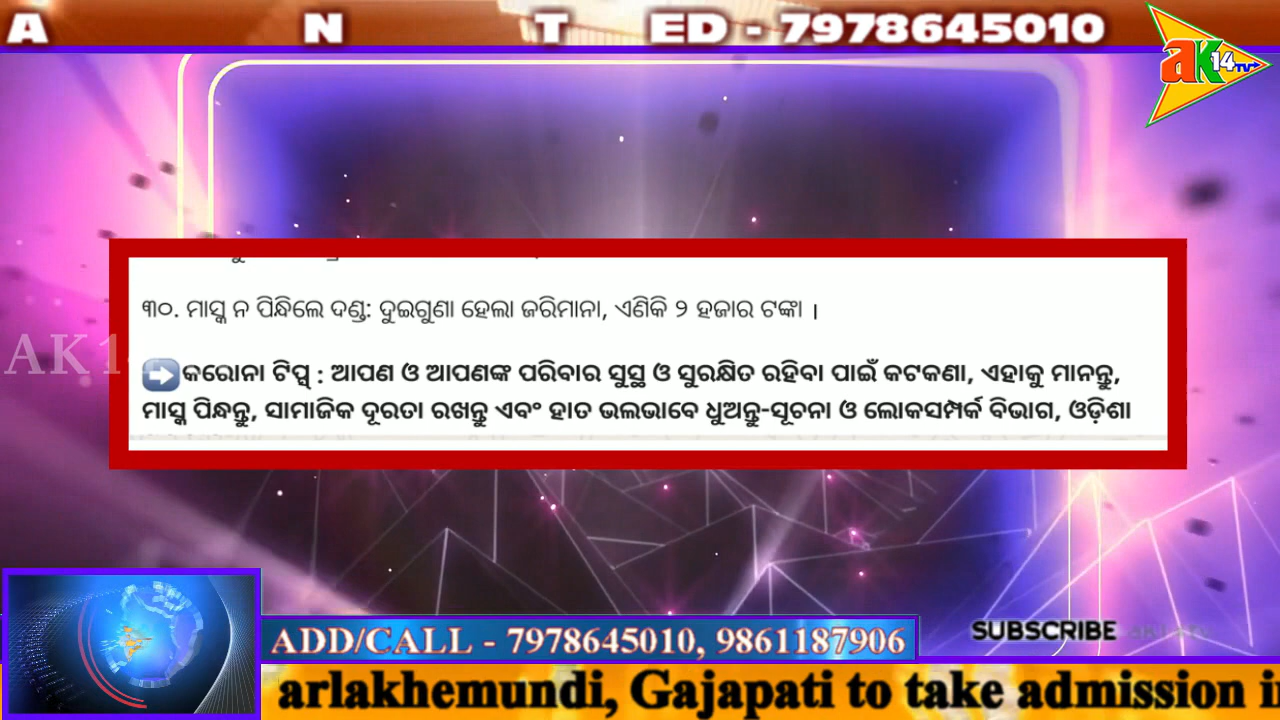 A N T ED - 7978645010
ak 14 TV
୩୦. ମାସ୍କ ନ ପିନ୍ଧିଲେ ଦଣ୍ଡ: ଦୁଇଗୁଣା ହେଲା ଜରିମାନା, ଏଣିକି ୨ ହଜାର ଟଙ୍କା ।
AK1
କରୋନା ଟିପ୍ସ : ଆପଣ ଓ ଆପଣଙ୍କ ପରିବାର ସୁସ୍ଥ ଓ ସୁରକ୍ଷିତ ରହିବା ପାଇଁ କଟକଣା, ଏହାକୁ ମାନନ୍ତୁ,
ମାସ୍କ ପିନ୍ଧନ୍ତୁ, ସାମାଜିକ ଦୂରତା ରଖନ୍ତୁ ଏବଂ ହାତ ଭଲଭାବେ ଧୁଅନ୍ତୁ-ସୂଚନା ଓ ଲୋକସମ୍ପର୍କ ବିଭାଗ, ଓଡ଼ିଶା
ADD/CALL - 7978645010, 9861187906
SUBSCRIBE
arlakhemundi, Gajapati to take admission i